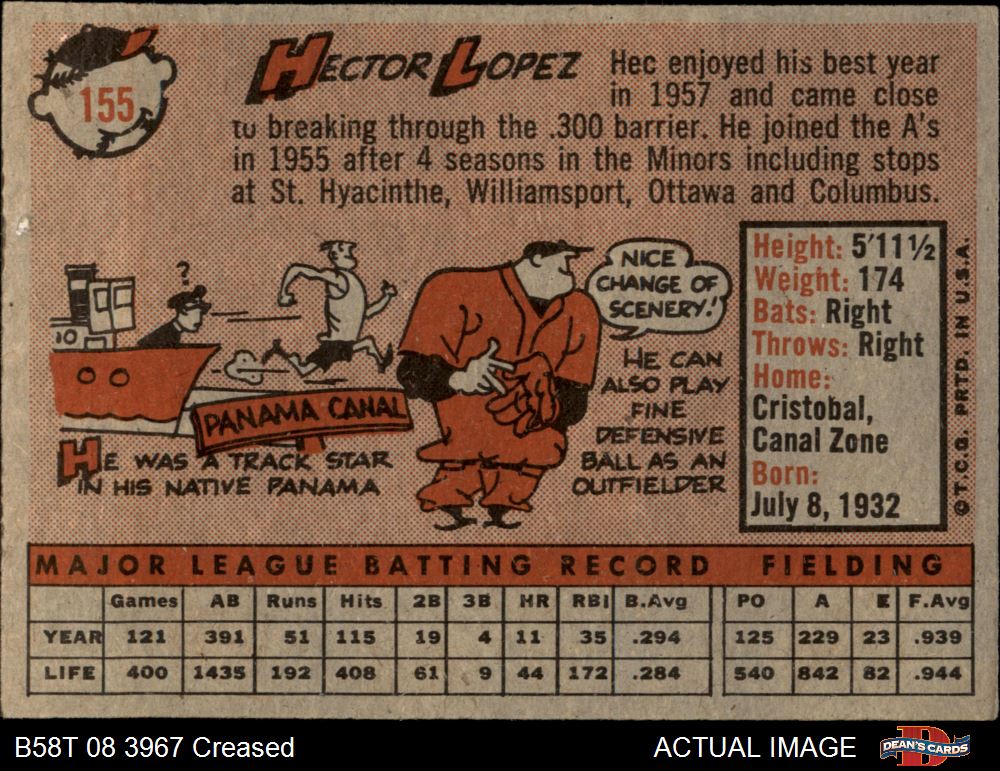 155
HECTOR LOPEZ
Hec enjoyed his best year
in 1957 and came close
to breaking through the .300 barrier. He joined the A's
in 1955 after 4 seasons in the Minors including stops
at St. Hyacinthe, Williamsport, Ottawa and Columbus.
?
10
PANAMA CANAL
HE WAS A TRACK STAR
IN HIS NATIVE PANAMA
NICE
CHANGE OF
SCENERY!
HE CAN
ALSO PLAY
FINE
DEFENSIVE
BALL AS AN
OUTFIELDER
Height: 5'11½
Weight: 174
Bats: Right
Throws: Right
Home:
Cristobal,
Canal Zone
Born:
July 8, 1932
©T.C.G. PRTD. IN U.S.A.
MAJOR LEAGUE BATTING RECORD FIELDING
Games AB Runs Hits 2B 3B HR RBI B.Avg PO A E F.Avg
YEAR 121 391 51 115 19 4 11 35 .294 125 229 23 .939
LIFE 400 1435 192 408 61 9 44 172 .284 540 842 82 .944
B58T 08 3967 Creased ACTUAL IMAGE DEAN'S CARDS